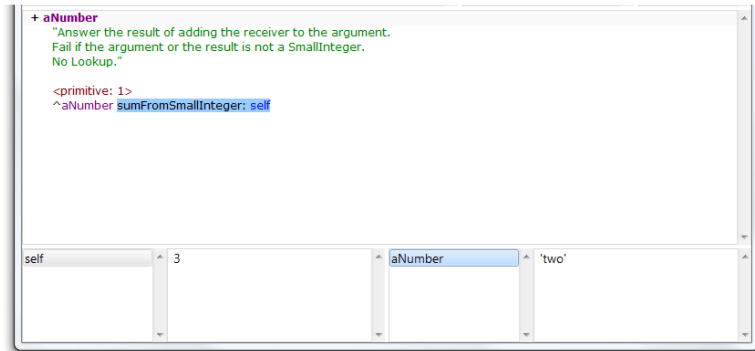 + aNumber
"Answer the result of adding the receiver to the argument.
Fail if the argument or the result is not a SmallInteger.
No Lookup."
<primitive: 1>
^aNumber sumFromSmallInteger: self
self
3
aNumber
'two'